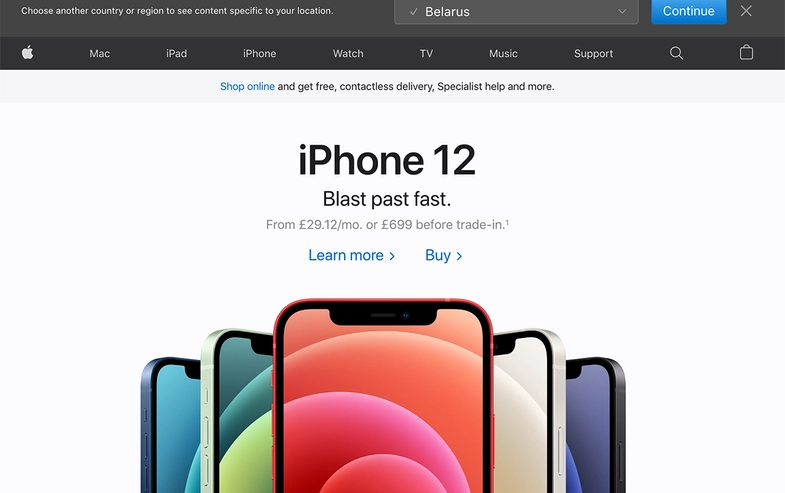 Choose another country or region to see content specific to your location.
✓ Belarus
Continue
Mac iPad iPhone Watch TV Music Support
Shop online and get free, contactless delivery, Specialist help and more.
iPhone 12
Blast past fast.
From £29.12/mo. or £699 before trade-in.¹
Learn more > Buy >